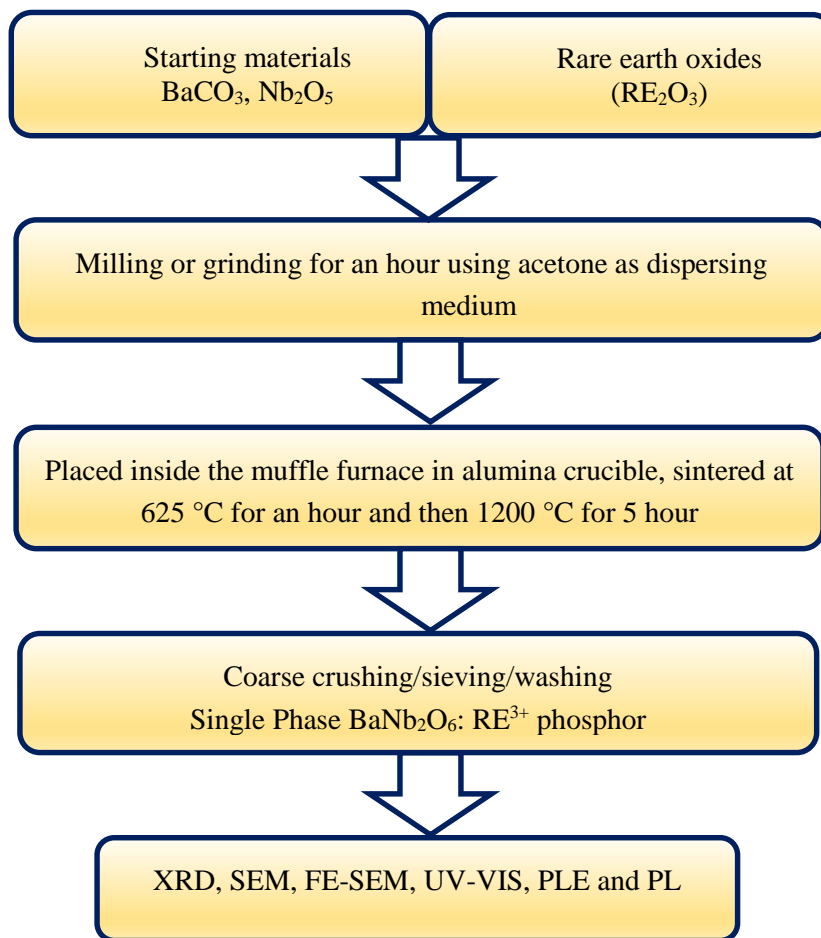 Starting materials
BaCO₃, Nb₂O₅
Rare earth oxides
(RE₂O₃)
Milling or grinding for an hour using acetone as dispersing
medium
Placed inside the muffle furnace in alumina crucible, sintered at
625 °C for an hour and then 1200 °C for 5 hour
Coarse crushing/sieving/washing
Single Phase BaNb₂O₆: RE³⁺ phosphor
XRD, SEM, FE-SEM, UV-VIS, PLE and PL